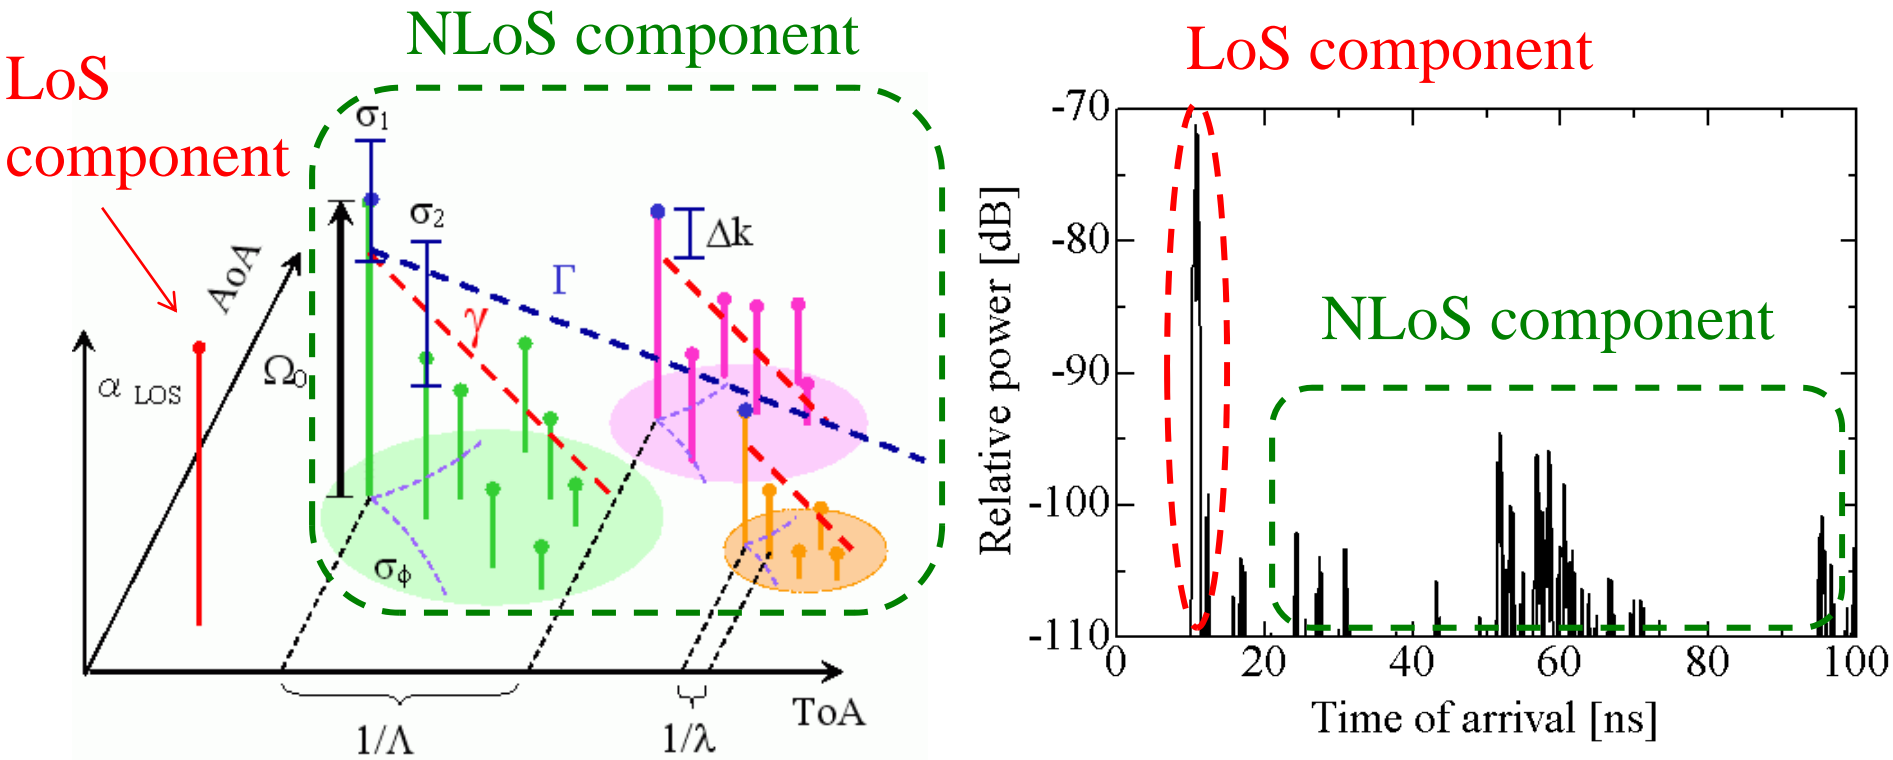 NLoS component
LoS
component
σ1
σ2
Δk
AoA
Γ
γ
Ω0
α LOS
σϕ
ToA
1/Λ
1/λ
LoS component
NLoS component
Relative power [dB]
-70
-80
-90
-100
-110
0
20
40
60
80
100
Time of arrival [ns]